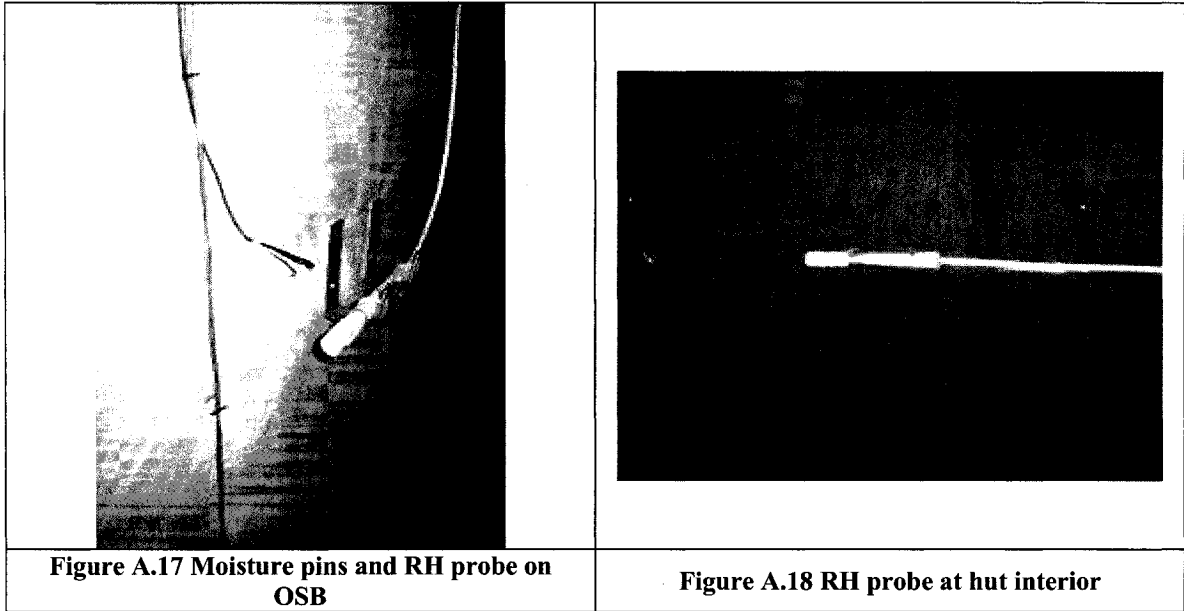 Figure A.17 Moisture pins and RH probe on
OSB
Figure A.18 RH probe at hut interior